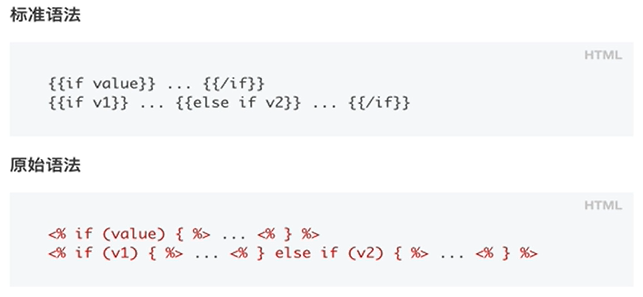 标准语法
HTML
{{if value}} ... {{/if}}
{{if v1}} ... {{else if v2}} ... {{/if}}
原始语法
HTML
<% if (value) { %> ... <% } %>
<% if (v1) { %> ... <% } else if (v2) { %> ... <% } %>